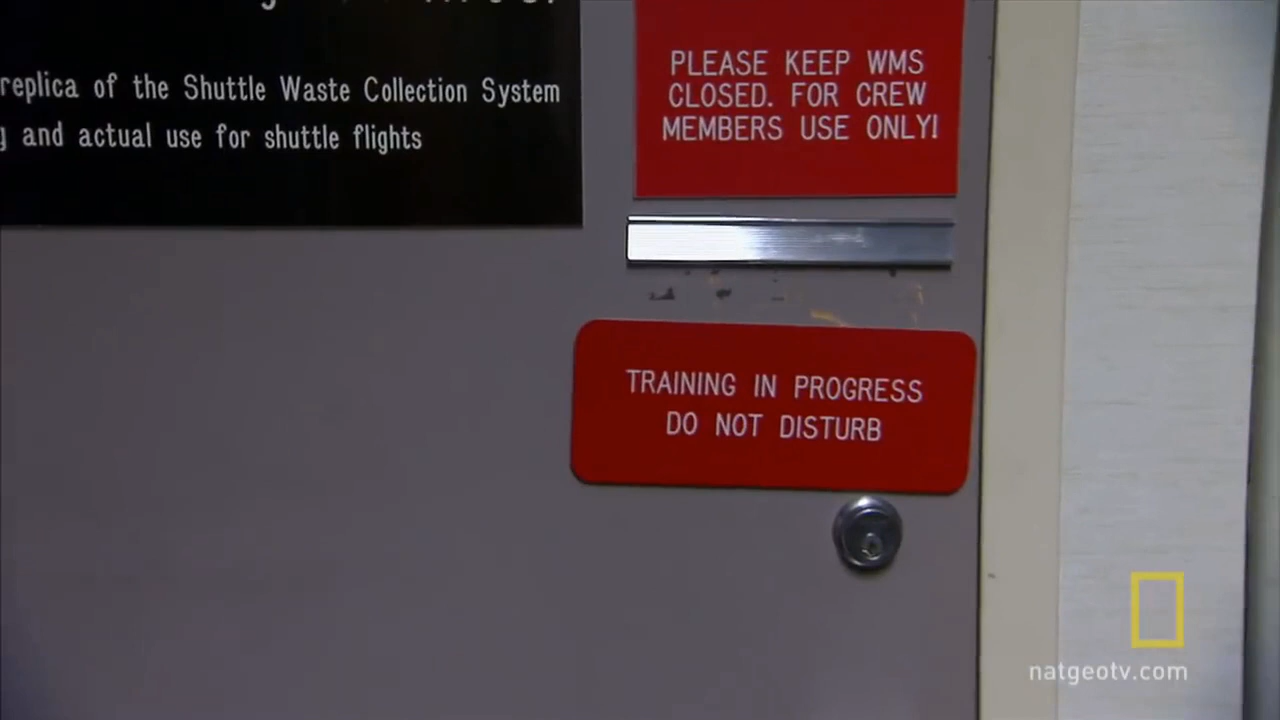 replica of the Shuttle Waste Collection System
and actual use for shuttle flights
PLEASE KEEP WMS
CLOSED. FOR CREW
MEMBERS USE ONLY!
TRAINING IN PROGRESS
DO NOT DISTURB
natgeotv.com